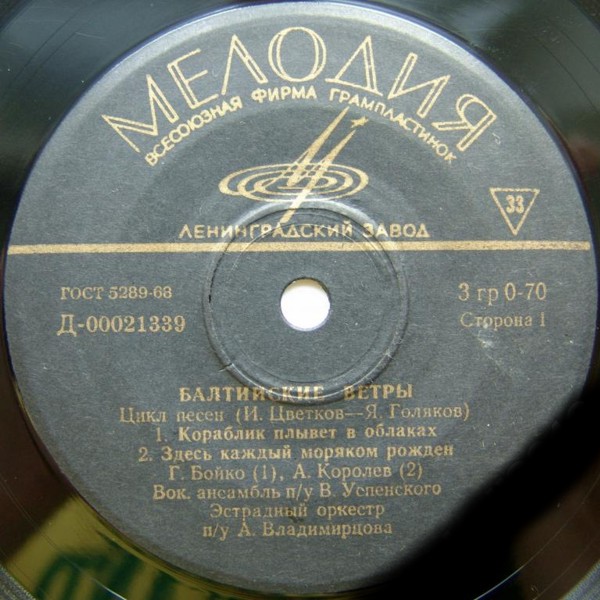 МЕЛОДИЯ
ВСЕСОЮЗНАЯ ФИРМА ГРАМПЛАСТИНОК
33
ЛЕНИНГРАДСКИЙ ЗАВОД
ГОСТ 5289-68
3 гр 0-70
Д-00021339
Сторона 1
БАЛТИЙСКИЕ ВЕТРЫ
Цикл песен (И. Цветков—Я. Голяков)
1. Кораблик плывет в облаках
2. Здесь каждый моряком рожден
Г. Бойко (1), А. Королев (2)
Вок. ансамбль п/у В. Успенского
Эстрадный оркестр
п/у А. Владимирцова